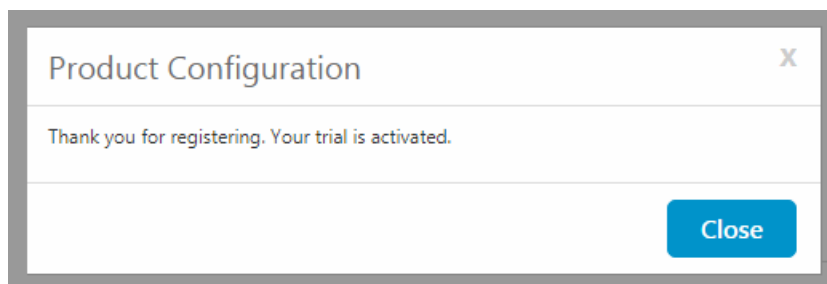 Product Configuration
X
Thank you for registering. Your trial is activated.
Close